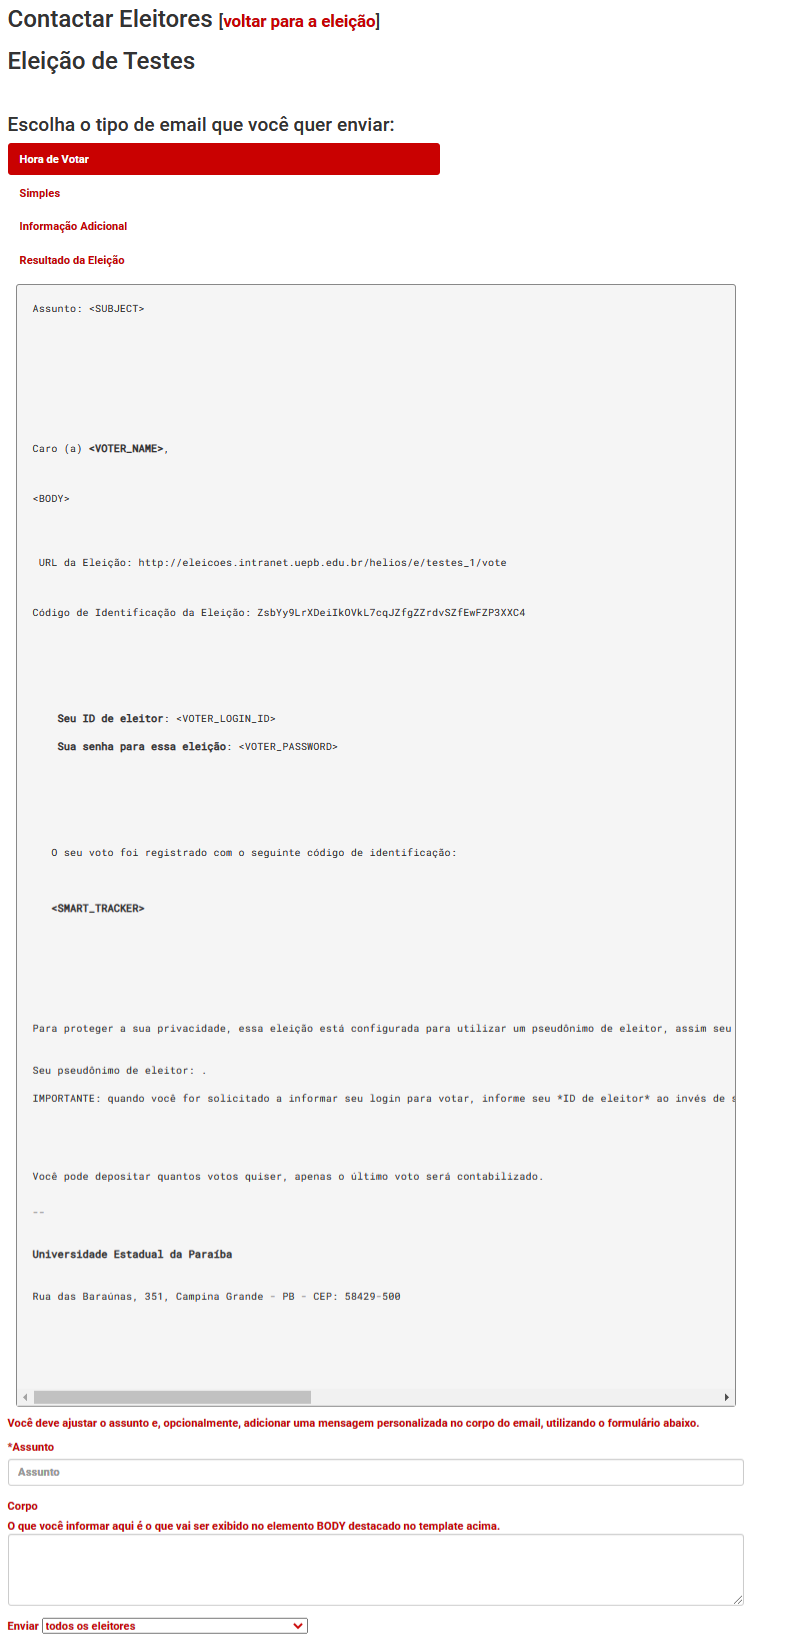 Contactar Eleitores [voltar para a eleição]
Eleição de Testes
Escolha o tipo de email que você quer enviar:
Hora de Votar
Simples
Informação Adicional
Resultado da Eleição
Assunto: <SUBJECT>
Caro (a) <VOTER_NAME>,
<BODY>
URL da Eleição: http://eleicoes.intranet.uepb.edu.br/helios/e/testes_1/vote
Código de Identificação da Eleição: ZsbYy9LrXDeiIkOVkL7cqJZfgZZrdvSZfEwFZP3XXC4
Seu ID de eleitor: <VOTER_LOGIN_ID>
Sua senha para essa eleição: <VOTER_PASSWORD>
O seu voto foi registrado com o seguinte código de identificação:
<SMART_TRACKER>
Para proteger a sua privacidade, essa eleição está configurada para utilizar um pseudônimo de eleitor, assim seu
Seu pseudônimo de eleitor: .
IMPORTANTE: quando você for solicitado a informar seu login para votar, informe seu *ID de eleitor* ao invés de s
Você pode depositar quantos votos quiser, apenas o último voto será contabilizado.
--
Universidade Estadual da Paraíba
Rua das Baraúnas, 351, Campina Grande - PB - CEP: 58429-500
Você deve ajustar o assunto e, opcionalmente, adicionar uma mensagem personalizada no corpo do email, utilizando o formulário abaixo.
*Assunto
Assunto
Corpo
O que você informar aqui é o que vai ser exibido no elemento BODY destacado no template acima.
Enviar todos os eleitores